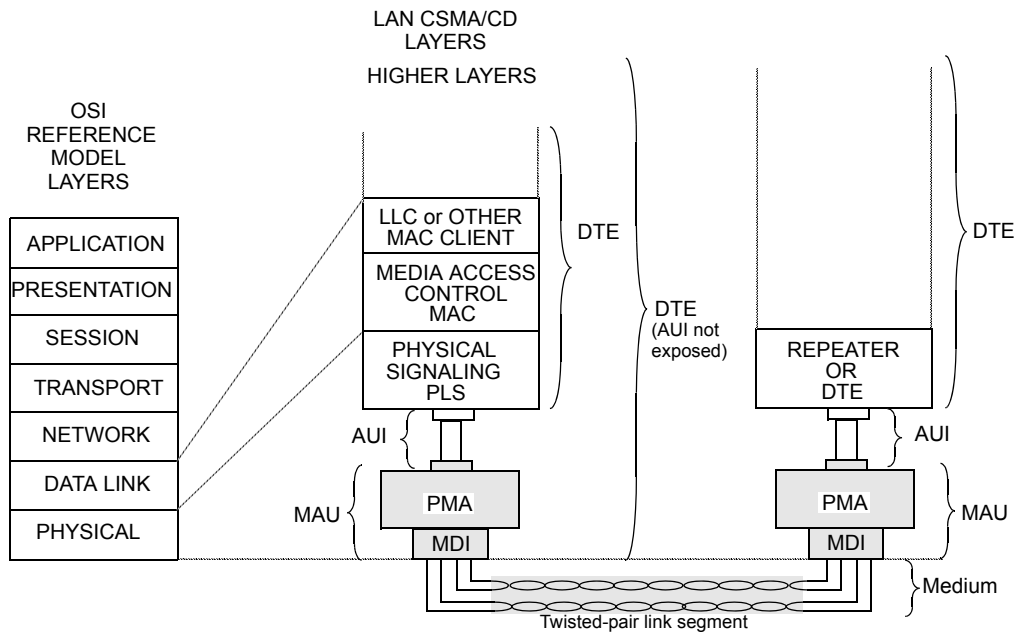 LAN CSMA/CD
LAYERS
HIGHER LAYERS
OSI
REFERENCE
MODEL
LAYERS
APPLICATION
PRESENTATION
SESSION
TRANSPORT
NETWORK
DATA LINK
PHYSICAL
LLC or OTHER
MAC CLIENT
MEDIA ACCESS
CONTROL
MAC
PHYSICAL
SIGNALING
PLS
DTE
DTE
(AUI not
exposed)
AUI
MAU
PMA
MDI
REPEATER
OR
DTE
DTE
AUI
PMA
MAU
MDI
Medium
Twisted-pair link segment